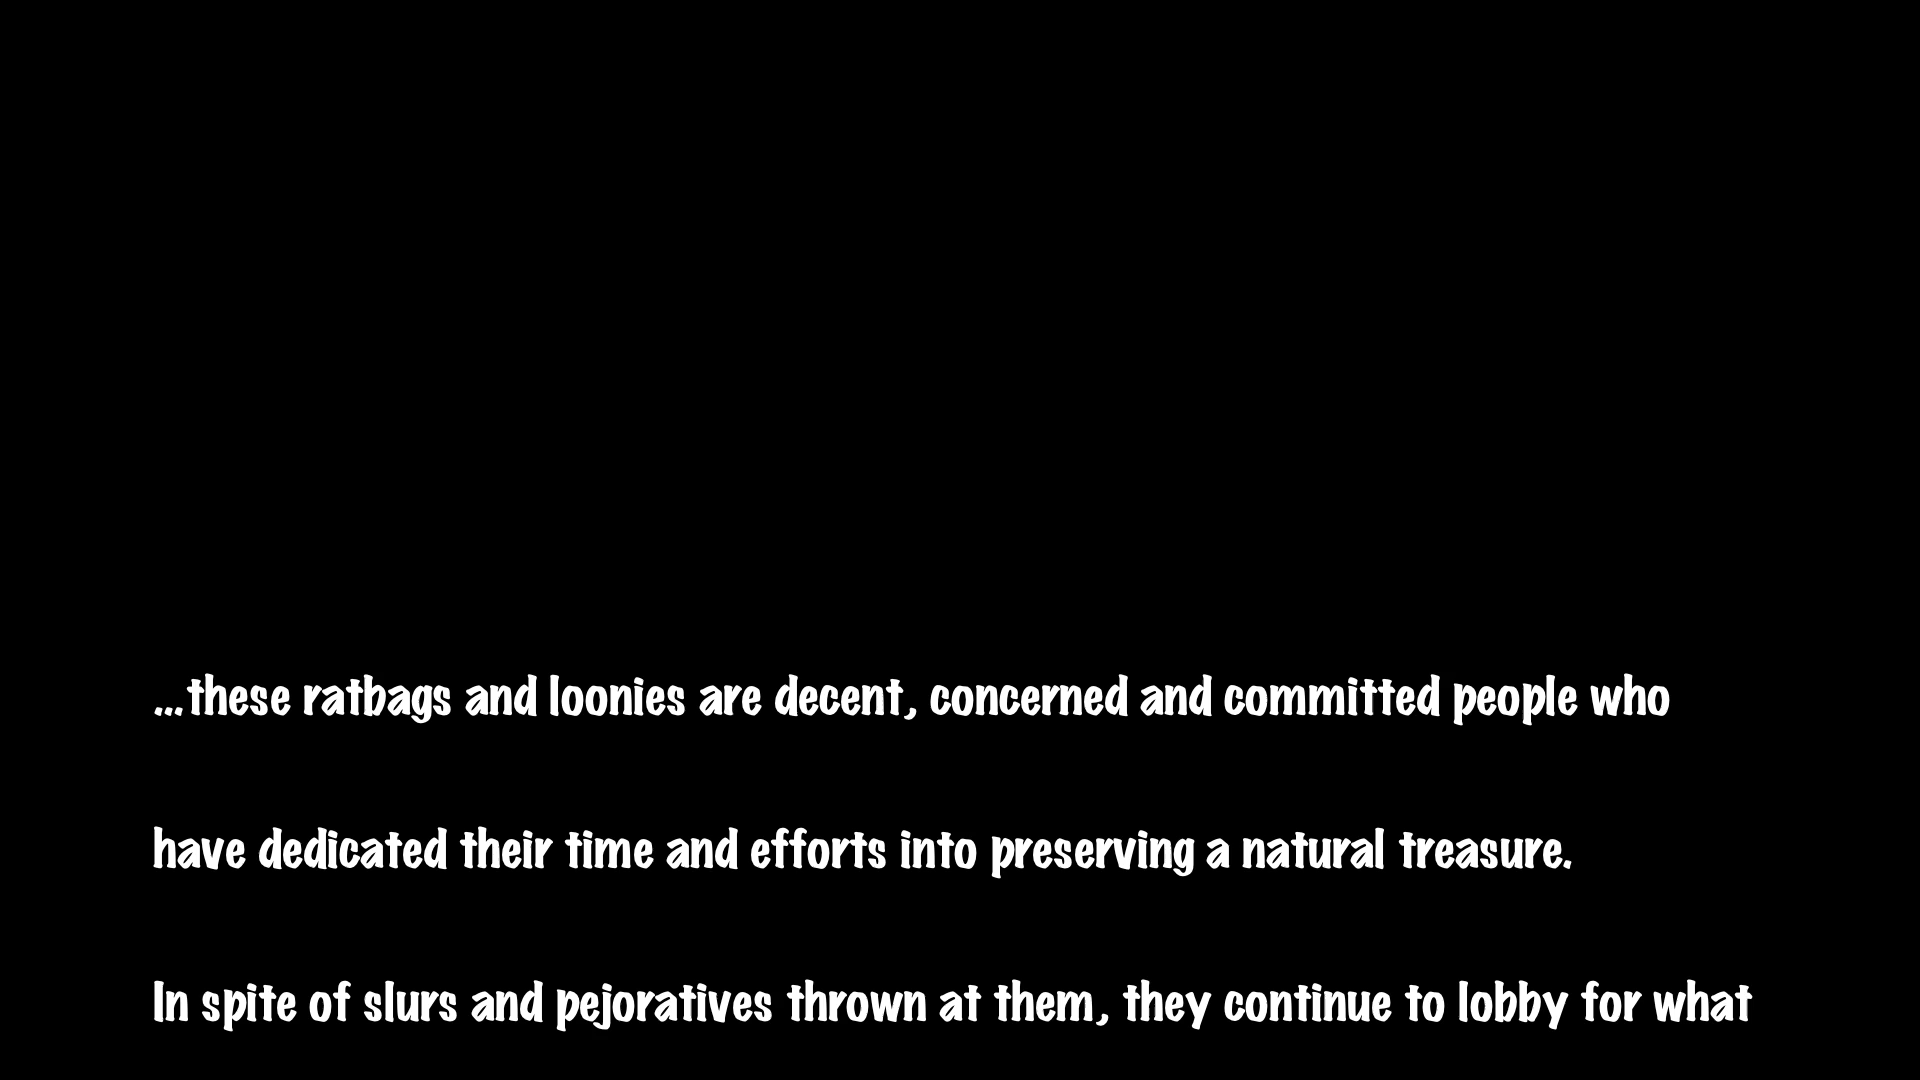 ...these ratbags and loonies are decent, concerned and committed people who
have dedicated their time and efforts into preserving a natural treasure.
In spite of slurs and pejoratives thrown at them, they continue to lobby for what